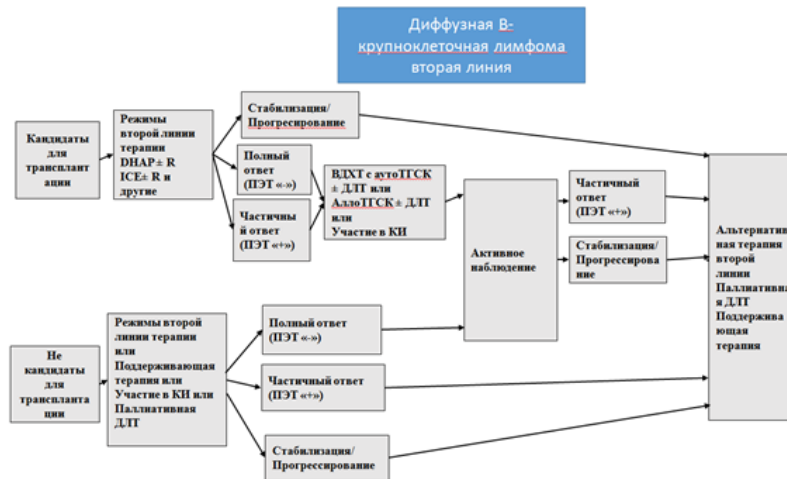 Диффузная В-
крупноклеточная лимфома
вторая линия
Кандидаты
для
трансплант
ации
Режимы
второй линии
терапии
DHAP ± R
ICE± R и
другие
Стабилизация/
Прогресирование
Полный
ответ
(ПЭТ «-»)
Частичны
й ответ
(ПЭТ «+»)
ВДХТ с аутоТГСК
± ДЛТ или
АллоТГСК ± ДЛТ
или
Участие в КИ
Активное
наблюдение
Частичный
ответ
(ПЭТ «+»)
Стабилизация/
Прогрессирова
ние
Альтернатив
ная терапия
второй
линии
Паллиативна
я ДЛТ
Поддержива
ющая
терапия
Не
кандидаты
для
трансплант
ации
Режимы второй
линии терапии
или
Поддерживающая
терапия или
Участие в КИ или
Паллиативная
ДЛТ
Полный ответ
(ПЭТ «-»)
Частичный ответ
(ПЭТ «+»)
Стабилизация/
Прогрессирование